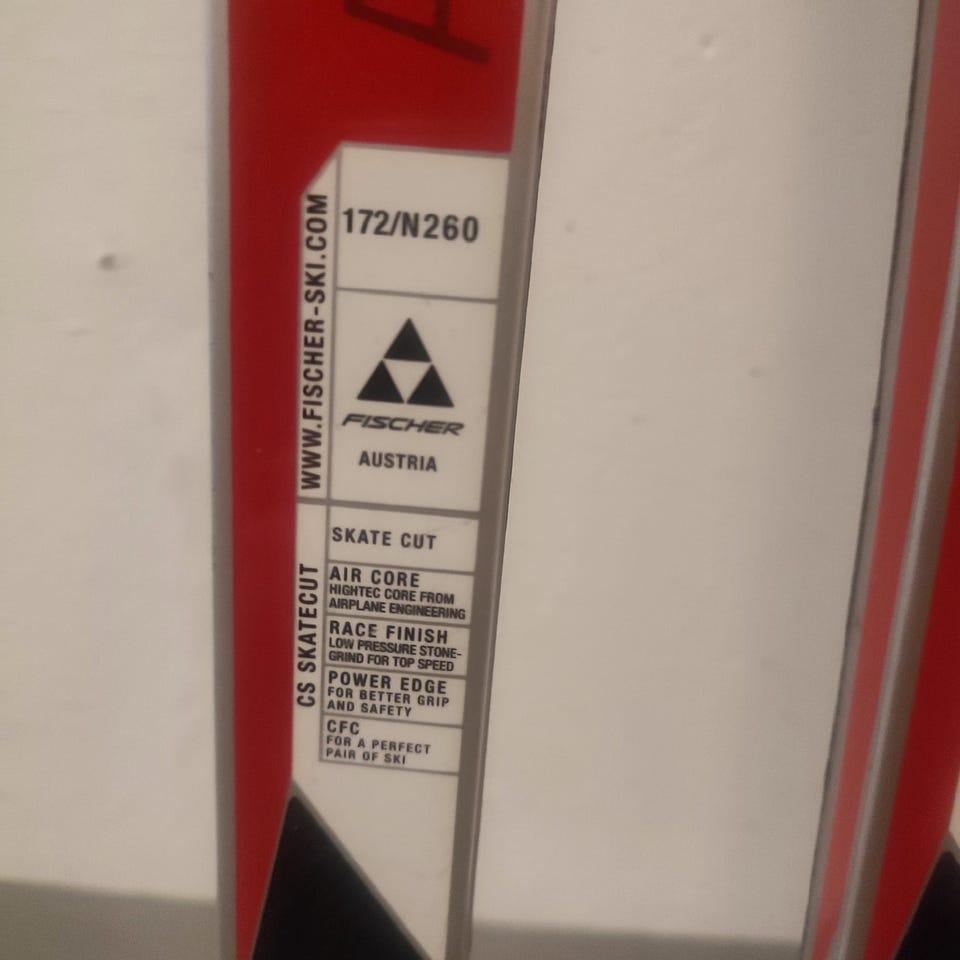 172/N260
WWW.FISCHER-SKI.COM
FISCHER
AUSTRIA
CS SKATECUT
SKATE CUT
AIR CORE
HIGHTEC CORE FROM
AIRPLANE ENGINEERING
RACE FINISH
LOW PRESSURE STONE-
GRIND FOR TOP SPEED
POWER EDGE
FOR BETTER GRIP
AND SAFETY
CFC
FOR A PERFECT
PAIR OF SKI